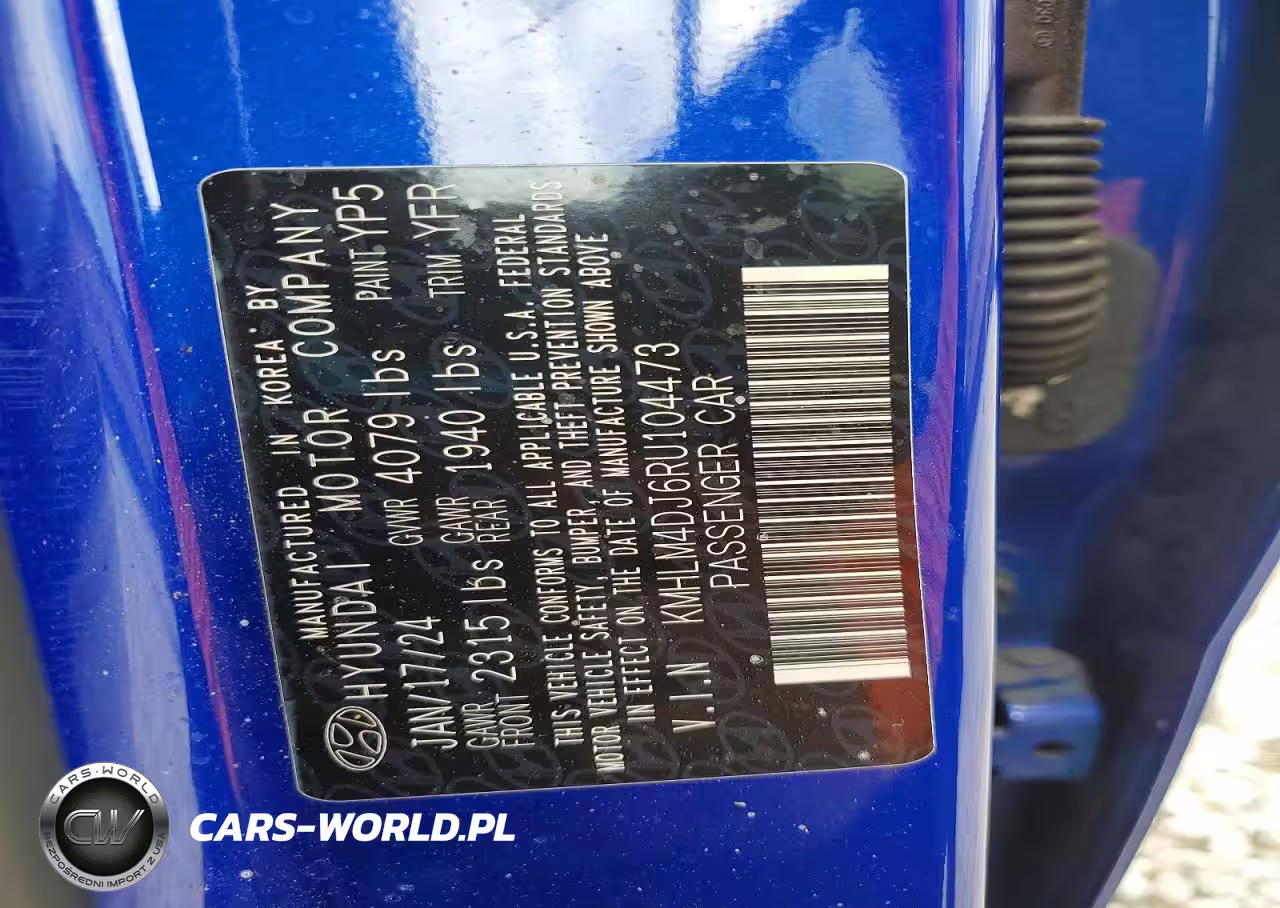 MANUFACTURED IN KOREA BY
HYUNDAI MOTOR COMPANY
JAN/17/24 GVWR 4079 lbs PAINT YP5
GAWR FRONT 2315 lbs GAWR REAR 1940 lbs TRIM YFR
THIS VEHICLE CONFORMS TO ALL APPLICABLE U.S.A. FEDERAL
MOTOR VEHICLE SAFETY, BUMPER, AND THEFT PREVENTION STANDARDS
IN EFFECT ON THE DATE OF MANUFACTURE SHOWN ABOVE
V.I.N KMHLM4DJ6RU104473
PASSENGER CAR
CARS-WORLD
CW
BEZPOŚREDNI IMPORT Z USA
CARS-WORLD.PL